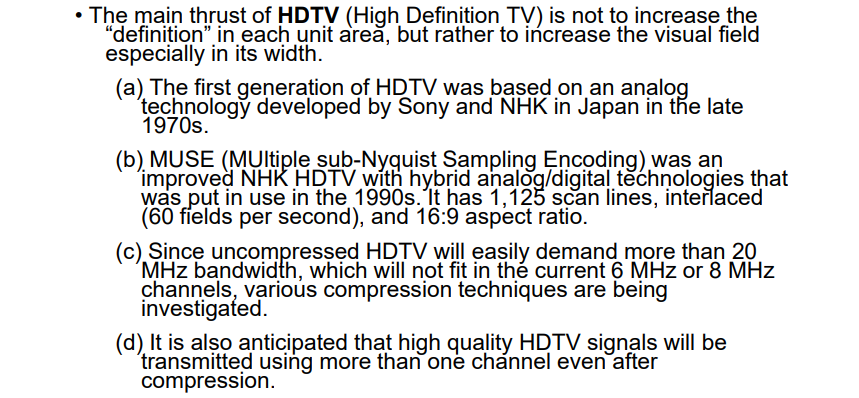 • The main thrust of HDTV (High Definition TV) is not to increase the
“definition” in each unit area, but rather to increase the visual field
especially in its width.
(a) The first generation of HDTV was based on an analog
technology developed by Sony and NHK in Japan in the late
1970s.
(b) MUSE (MUltiple sub-Nyquist Sampling Encoding) was an
improved NHK HDTV with hybrid analog/digital technologies that
was put in use in the 1990s. It has 1,125 scan lines, interlaced
(60 fields per second), and 16:9 aspect ratio.
(c) Since uncompressed HDTV will easily demand more than 20
MHz bandwidth, which will not fit in the current 6 MHz or 8 MHz
channels, various compression techniques are being
investigated.
(d) It is also anticipated that high quality HDTV signals will be
transmitted using more than one channel even after
compression.